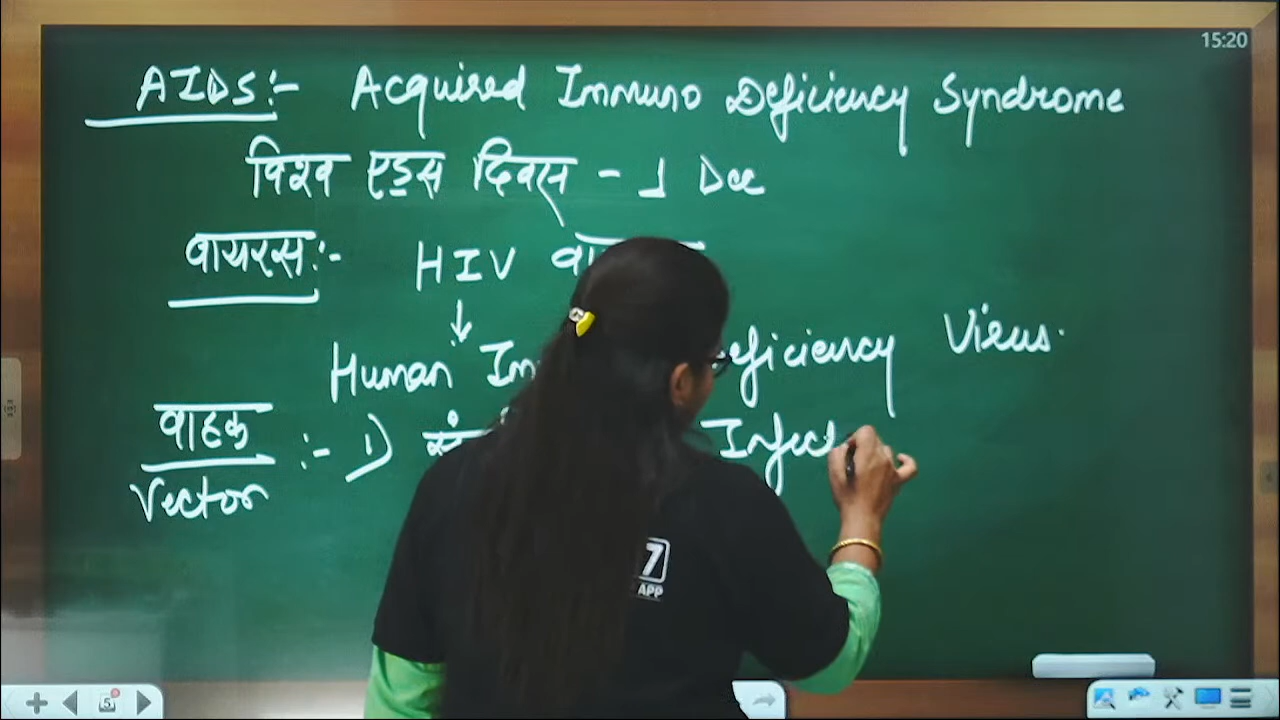 15:20
AIDS:- Acquired Immuno Deficiency Syndrome
विश्व एड्स दिवस - 1 Dec
वायरस:- HIV
Human Deficiency Virus.
वाहक :- 1) Infect
Vector
7
APP
5